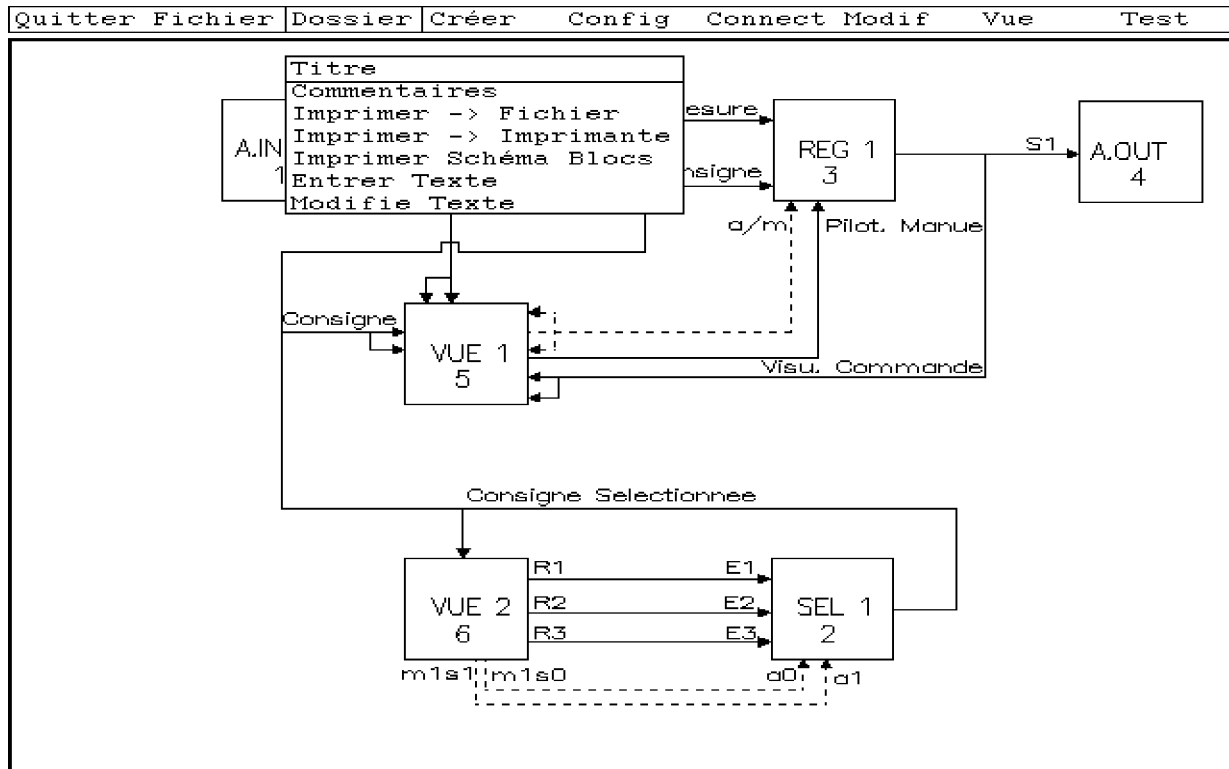 Quitter Fichier Dossier Créer Config Connect Modif Vue Test
Titre
Commentaires
Imprimer -> Fichier
Imprimer -> Imprimante
Imprimer Schéma Blocs
Entrer Texte
Modifie Texte
A.IN
1
esure
nsigne
REG 1
3
S1
A.OUT
4
a/m
Pilot. Manue
Consigne
VUE 1
5
Visu. Commande
Consigne Selectionnee
VUE 2
6
R1 E1
R2 E2
R3 E3
SEL 1
2
m1s1 m1s0 a0 a1